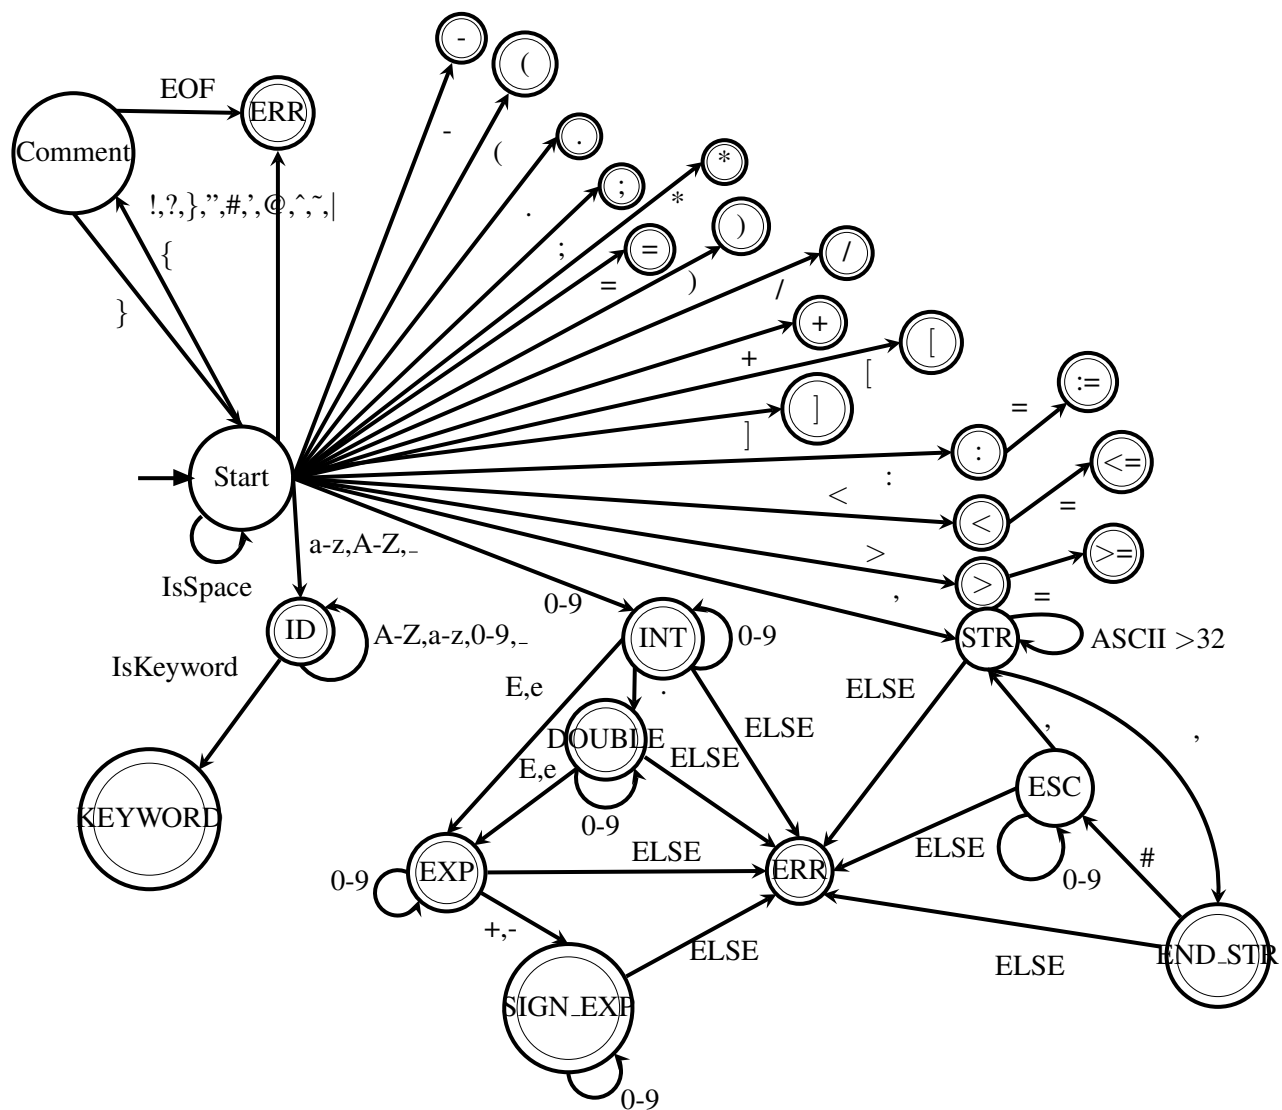 -
(
EOF
ERR
.
-
(
Comment
*
;
!,?,},”,#,’,@,^,~,|
*
.
)
{
;
=
/
)
=
/
}
+
[
+
[
:=
]
=
]
:
<=
Start
:
<
=
<
a-z,A-Z,_
>
>=
IsSpace
>
,
=
0-9
ID
A-Z,a-z,0-9,_
INT
0-9
STR
ASCII >32
IsKeyword
E,e
.
ELSE
ELSE
,
,
DOUBLE
ELSE
E,e
ESC
KEYWORD
0-9
ELSE
ELSE
#
0-9
EXP
ERR
0-9
+,-
ELSE
ELSE
END_STR
SIGN_EXP
0-9